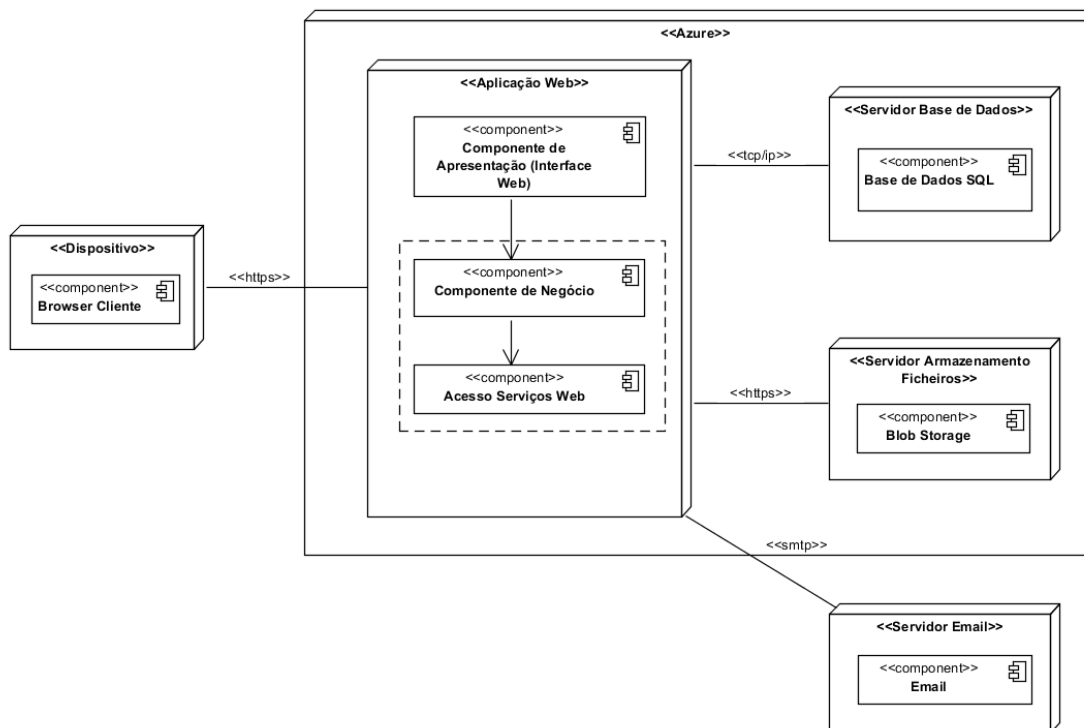 <<Azure>>
<<Aplicação Web>>
<<component>>
Componente de
Apresentação (Interface
Web)
<<component>>
Componente de Negócio
<<component>>
Acesso Serviços Web
<<Dispositivo>>
<<component>>
Browser Cliente
<<https>>
<<tcp/ip>>
<<Servidor Base de Dados>>
<<component>>
Base de Dados SQL
<<https>>
<<Servidor Armazenamento
Ficheiros>>
<<component>>
Blob Storage
<<smtp>>
<<Servidor Email>>
<<component>>
Email